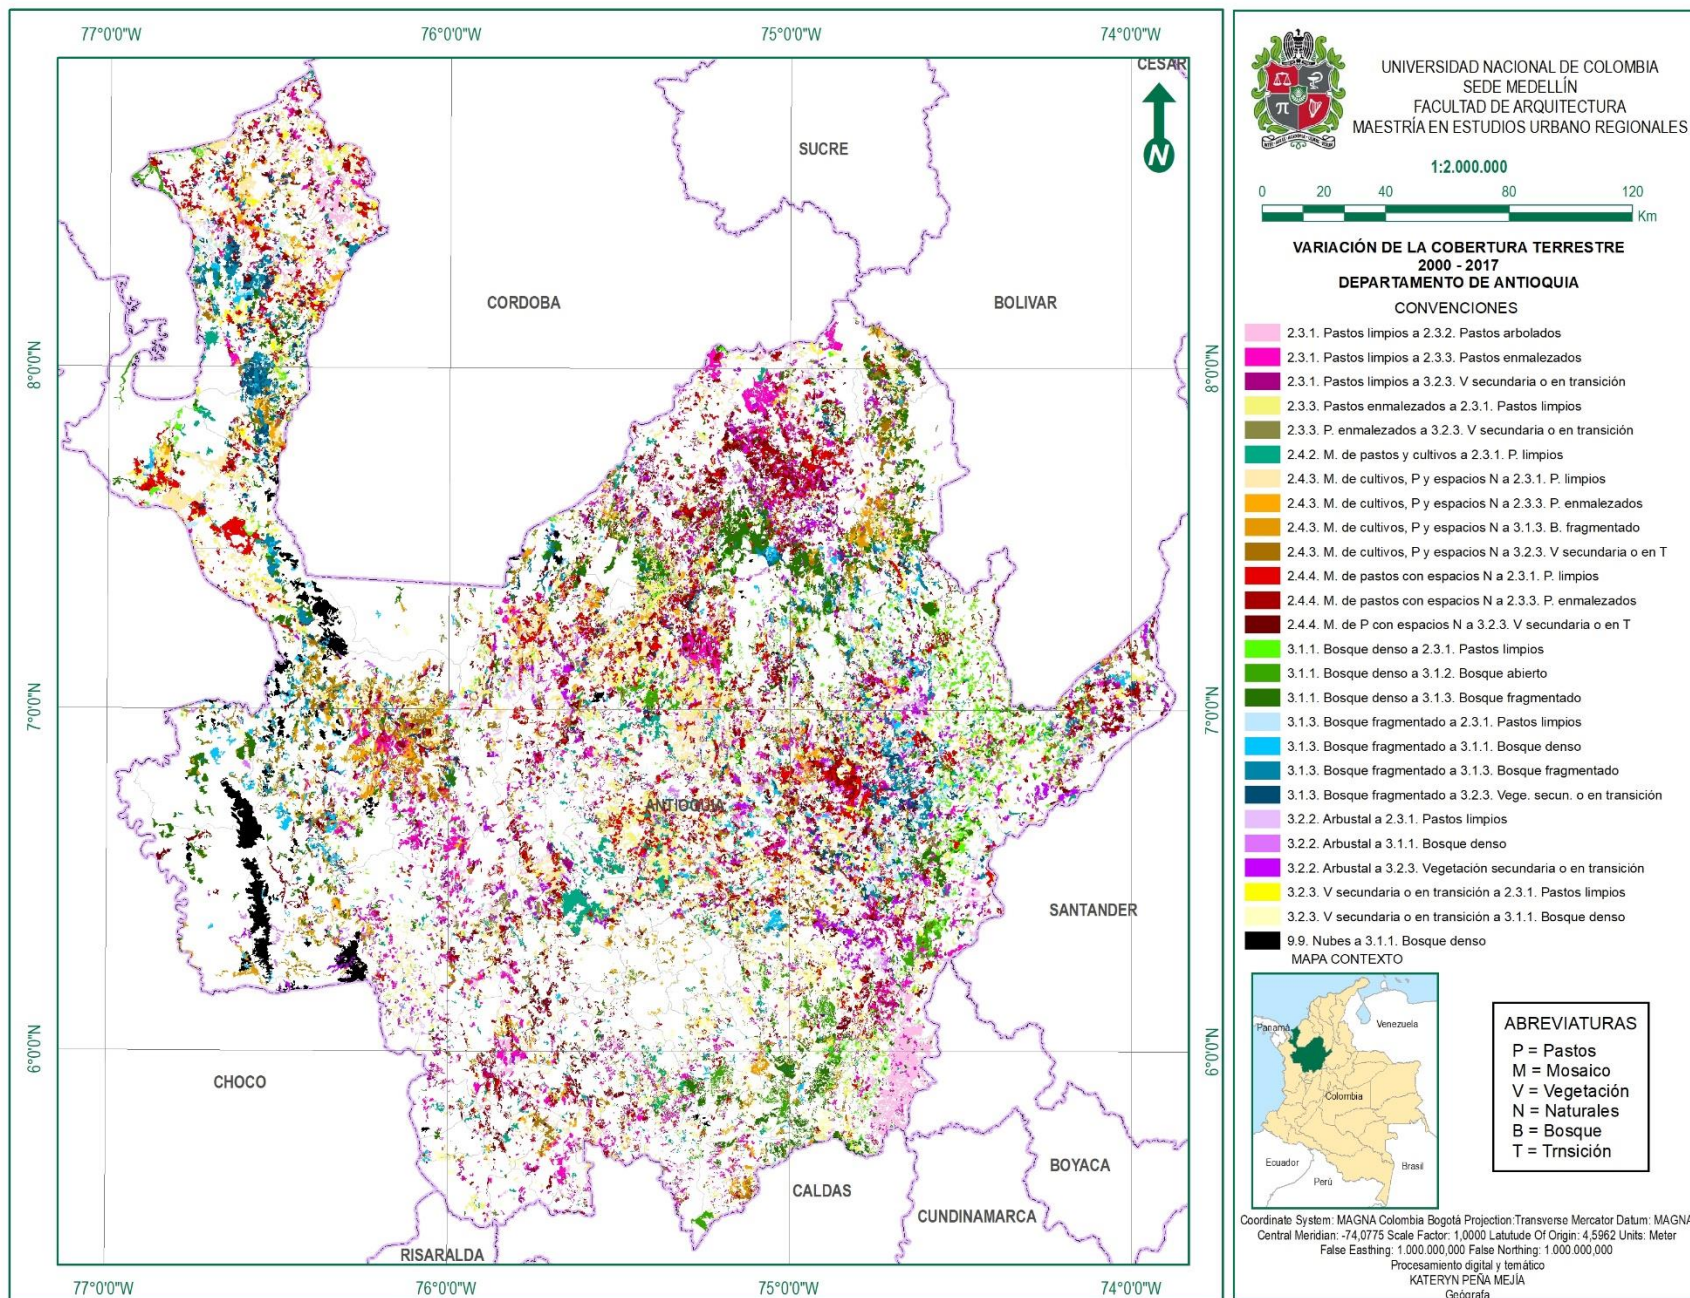 77°0'0"W 76°0'0"W 75°0'0"W 74°0'0"W
CESAR
N
SUCRE
CORDOBA
BOLIVAR
8°0'0"N 8°0'0"N
7°0'0"N 7°0'0"N
ANTIOQUIA
SANTANDER
6°0'0"N 6°0'0"N
CHOCO
BOYACA
CALDAS
CUNDINAMARCA
RISARALDA
77°0'0"W 76°0'0"W 75°0'0"W 74°0'0"W
UNIVERSIDAD NACIONAL DE COLOMBIA
SEDE MEDELLÍN
FACULTAD DE ARQUITECTURA
MAESTRÍA EN ESTUDIOS URBANO REGIONALES
1:2.000.000
0 20 40 80 120
Km
VARIACIÓN DE LA COBERTURA TERRESTRE
2000 - 2017
DEPARTAMENTO DE ANTIOQUIA
CONVENCIONES
2.3.1. Pastos limpios a 2.3.2. Pastos arbolados
2.3.1. Pastos limpios a 2.3.3. Pastos enmalezados
2.3.1. Pastos limpios a 3.2.3. V secundaria o en transición
2.3.3. Pastos enmalezados a 2.3.1. Pastos limpios
2.3.3. P. enmalezados a 3.2.3. V secundaria o en transición
2.4.2. M. de pastos y cultivos a 2.3.1. P. limpios
2.4.3. M. de cultivos, P y espacios N a 2.3.1. P. limpios
2.4.3. M. de cultivos, P y espacios N a 2.3.3. P. enmalezados
2.4.3. M. de cultivos, P y espacios N a 3.1.3. B. fragmentado
2.4.3. M. de cultivos, P y espacios N a 3.2.3. V secundaria o en T
2.4.4. M. de pastos con espacios N a 2.3.1. P. limpios
2.4.4. M. de pastos con espacios N a 2.3.3. P. enmalezados
2.4.4. M. de P con espacios N a 3.2.3. V secundaria o en T
3.1.1. Bosque denso a 2.3.1. Pastos limpios
3.1.1. Bosque denso a 3.1.2. Bosque abierto
3.1.1. Bosque denso a 3.1.3. Bosque fragmentado
3.1.3. Bosque fragmentado a 2.3.1. Pastos limpios
3.1.3. Bosque fragmentado a 3.1.1. Bosque denso
3.1.3. Bosque fragmentado a 3.1.3. Bosque fragmentado
3.1.3. Bosque fragmentado a 3.2.3. Vege. secun. o en transición
3.2.2. Arbustal a 2.3.1. Pastos limpios
3.2.2. Arbustal a 3.1.1. Bosque denso
3.2.2. Arbustal a 3.2.3. Vegetación secundaria o en transición
3.2.3. V secundaria o en transición a 2.3.1. Pastos limpios
3.2.3. V secundaria o en transición a 3.1.1. Bosque denso
9.9. Nubes a 3.1.1. Bosque denso
MAPA CONTEXTO
Panamá
Venezuela
Colombia
Ecuador
Brasil
Perú
ABREVIATURAS
P = Pastos
M = Mosaico
V = Vegetación
N = Naturales
B = Bosque
T = Trnsición
Coordinate System: MAGNA Colombia Bogotá Projection:Transverse Mercator Datum: MAGNA
Central Meridian: -74,0775 Scale Factor: 1,0000 Latutude Of Origin: 4,5962 Units: Meter
False Easthing: 1.000.000,000 False Northing: 1.000.000,000
Procesamiento digital y temático
KATERYN PEÑA MEJÍA
Geógrafa